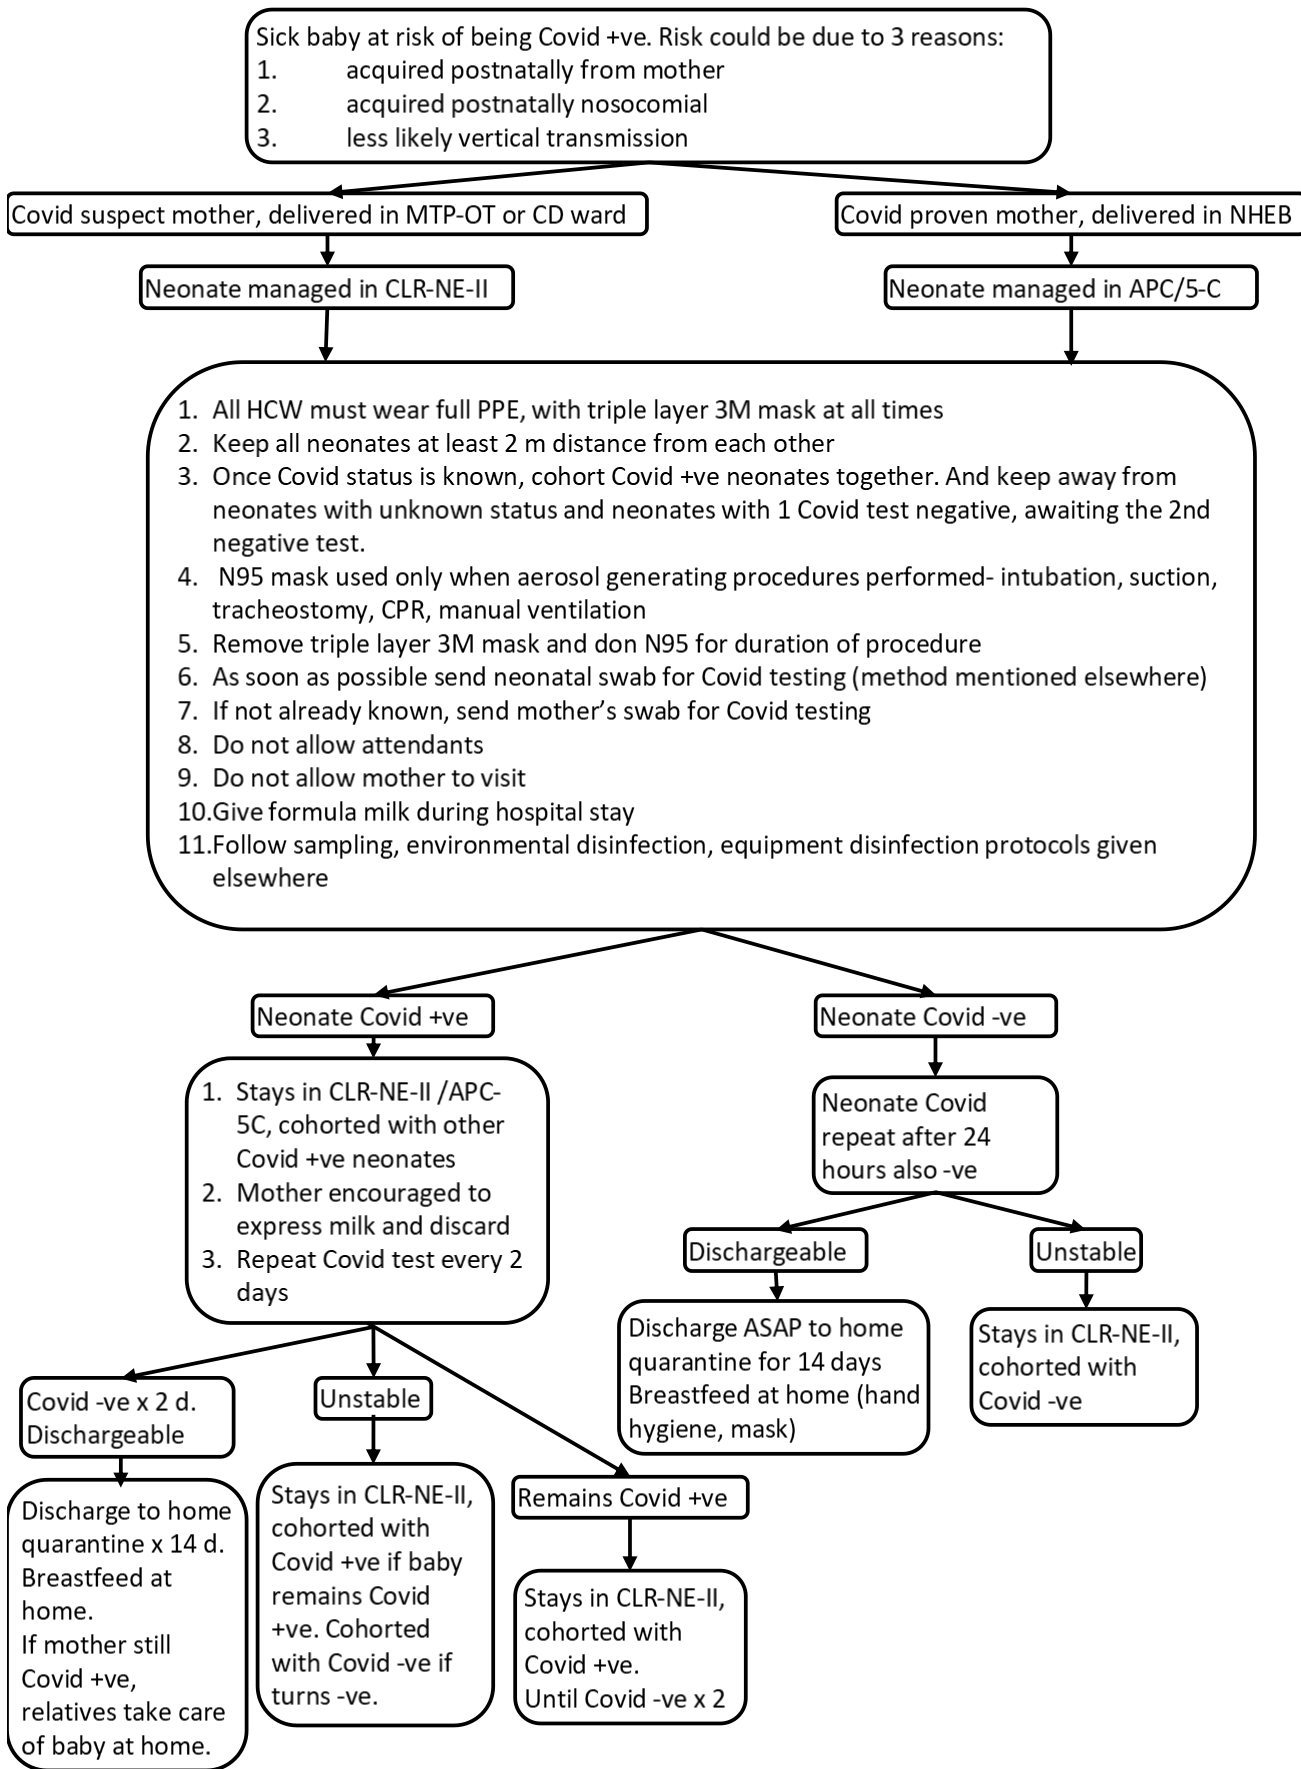 Sick baby at risk of being Covid +ve. Risk could be due to 3 reasons:
1. acquired postnatally from mother
2. acquired postnatally nosocomial
3. less likely vertical transmission
Covid suspect mother, delivered in MTP-OT or CD ward
Covid proven mother, delivered in NHEB
Neonate managed in CLR-NE-II
Neonate managed in APC/5-C
1. All HCW must wear full PPE, with triple layer 3M mask at all times
2. Keep all neonates at least 2 m distance from each other
3. Once Covid status is known, cohort Covid +ve neonates together. And keep away from
neonates with unknown status and neonates with 1 Covid test negative, awaiting the 2nd
negative test.
4. N95 mask used only when aerosol generating procedures performed- intubation, suction,
tracheostomy, CPR, manual ventilation
5. Remove triple layer 3M mask and don N95 for duration of procedure
6. As soon as possible send neonatal swab for Covid testing (method mentioned elsewhere)
7. If not already known, send mother’s swab for Covid testing
8. Do not allow attendants
9. Do not allow mother to visit
10.Give formula milk during hospital stay
11.Follow sampling, environmental disinfection, equipment disinfection protocols given
elsewhere
Neonate Covid +ve
Neonate Covid -ve
1. Stays in CLR-NE-II /APC-
5C, cohorted with other
Covid +ve neonates
2. Mother encouraged to
express milk and discard
3. Repeat Covid test every 2
days
Neonate Covid
repeat after 24
hours also -ve
Dischargeable
Unstable
Discharge ASAP to home
quarantine for 14 days
Breastfeed at home (hand
hygiene, mask)
Stays in CLR-NE-II,
cohorted with
Covid -ve
Covid -ve x 2 d.
Dischargeable
Unstable
Remains Covid +ve
Discharge to home
quarantine x 14 d.
Breastfeed at
home.
If mother still
Covid +ve,
relatives take care
of baby at home.
Stays in CLR-NE-II,
cohorted with
Covid +ve if baby
remains Covid
+ve. Cohorted
with Covid -ve if
turns -ve.
Stays in CLR-NE-II,
cohorted with
Covid +ve.
Until Covid -ve x 2